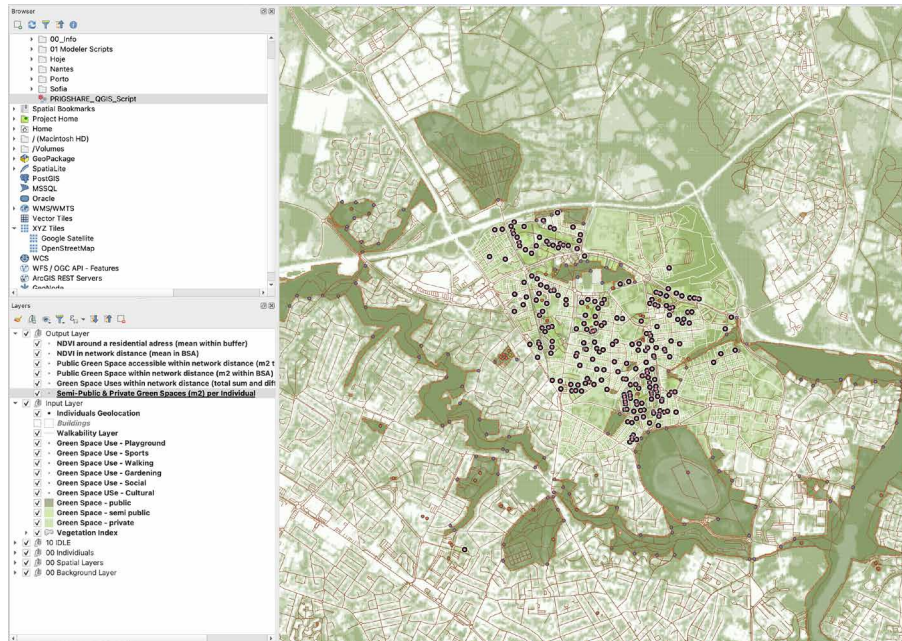 Browser
00_Info
01 Modeler Scripts
Hoje
Nantes
Porto
Sofia
PRIGSHARE_QGIS_Script
Spatial Bookmarks
Project Home
Home
/ (Macintosh HD)
/Volumes
GeoPackage
SpatiaLite
PostGIS
MSSQL
Oracle
WMS/WMTS
Vector Tiles
XYZ Tiles
Google Satellite
OpenStreetMap
WCS
WFS / OGC API - Features
ArcGIS REST Servers
GeoNode
Layers
Output Layer
NDVI around a residential adress (mean within buffer)
NDVI in network distance (mean in BSA)
Public Green Space accessible within network distance (m2 t
Public Green Space within network distance (m2 within BSA)
Green Space Uses within network distance (total sum and dif
Semi-Public & Private Green Spaces (m2) per Individual
Input Layer
Individuals Geolocation
Buildings
Walkability Layer
Green Space Use - Playground
Green Space Use - Sports
Green Space Use - Walking
Green Space Use - Gardening
Green Space Use - Social
Green Space USe - Cultural
Green Space - public
Green Space - semi public
Green Space - private
Vegetation Index
10 IDLE
00 Individiuals
00 Spatial Layers
00 Background Layer